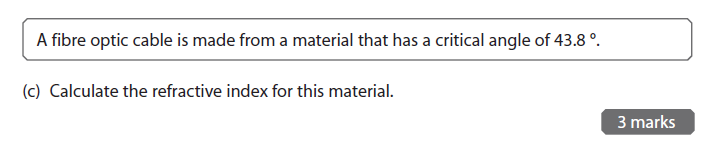 A fibre optic cable is made from a material that has a critical angle of 43.8 °.
(c) Calculate the refractive index for this material.
3 marks